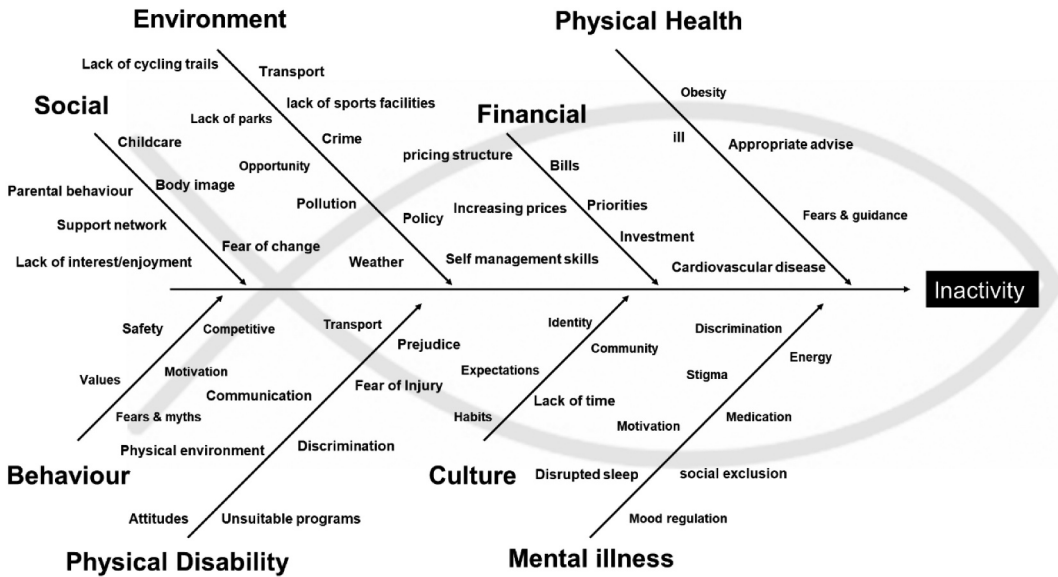 Environment
Physical Health
Lack of cycling trails
Transport
Obesity
Social
lack of sports facilities
Financial
Lack of parks
Childcare
Crime
ill
Appropriate advise
pricing structure
Bills
Opportunity
Parental behaviour
Body image
Pollution
Increasing prices
Priorities
Policy
Fears & guidance
Support network
Investment
Fear of change
Lack of interest/enjoyment
Weather
Self management skills
Cardiovascular disease
Inactivity
Safety
Competitive
Transport
Identity
Discrimination
Prejudice
Community
Energy
Values
Motivation
Expectations
Stigma
Communication
Fear of Injury
Fears & myths
Habits
Lack of time
Motivation
Medication
Physical environment
Discrimination
Behaviour
Culture
Disrupted sleep
social exclusion
Attitudes
Unsuitable programs
Mood regulation
Physical Disability
Mental illness